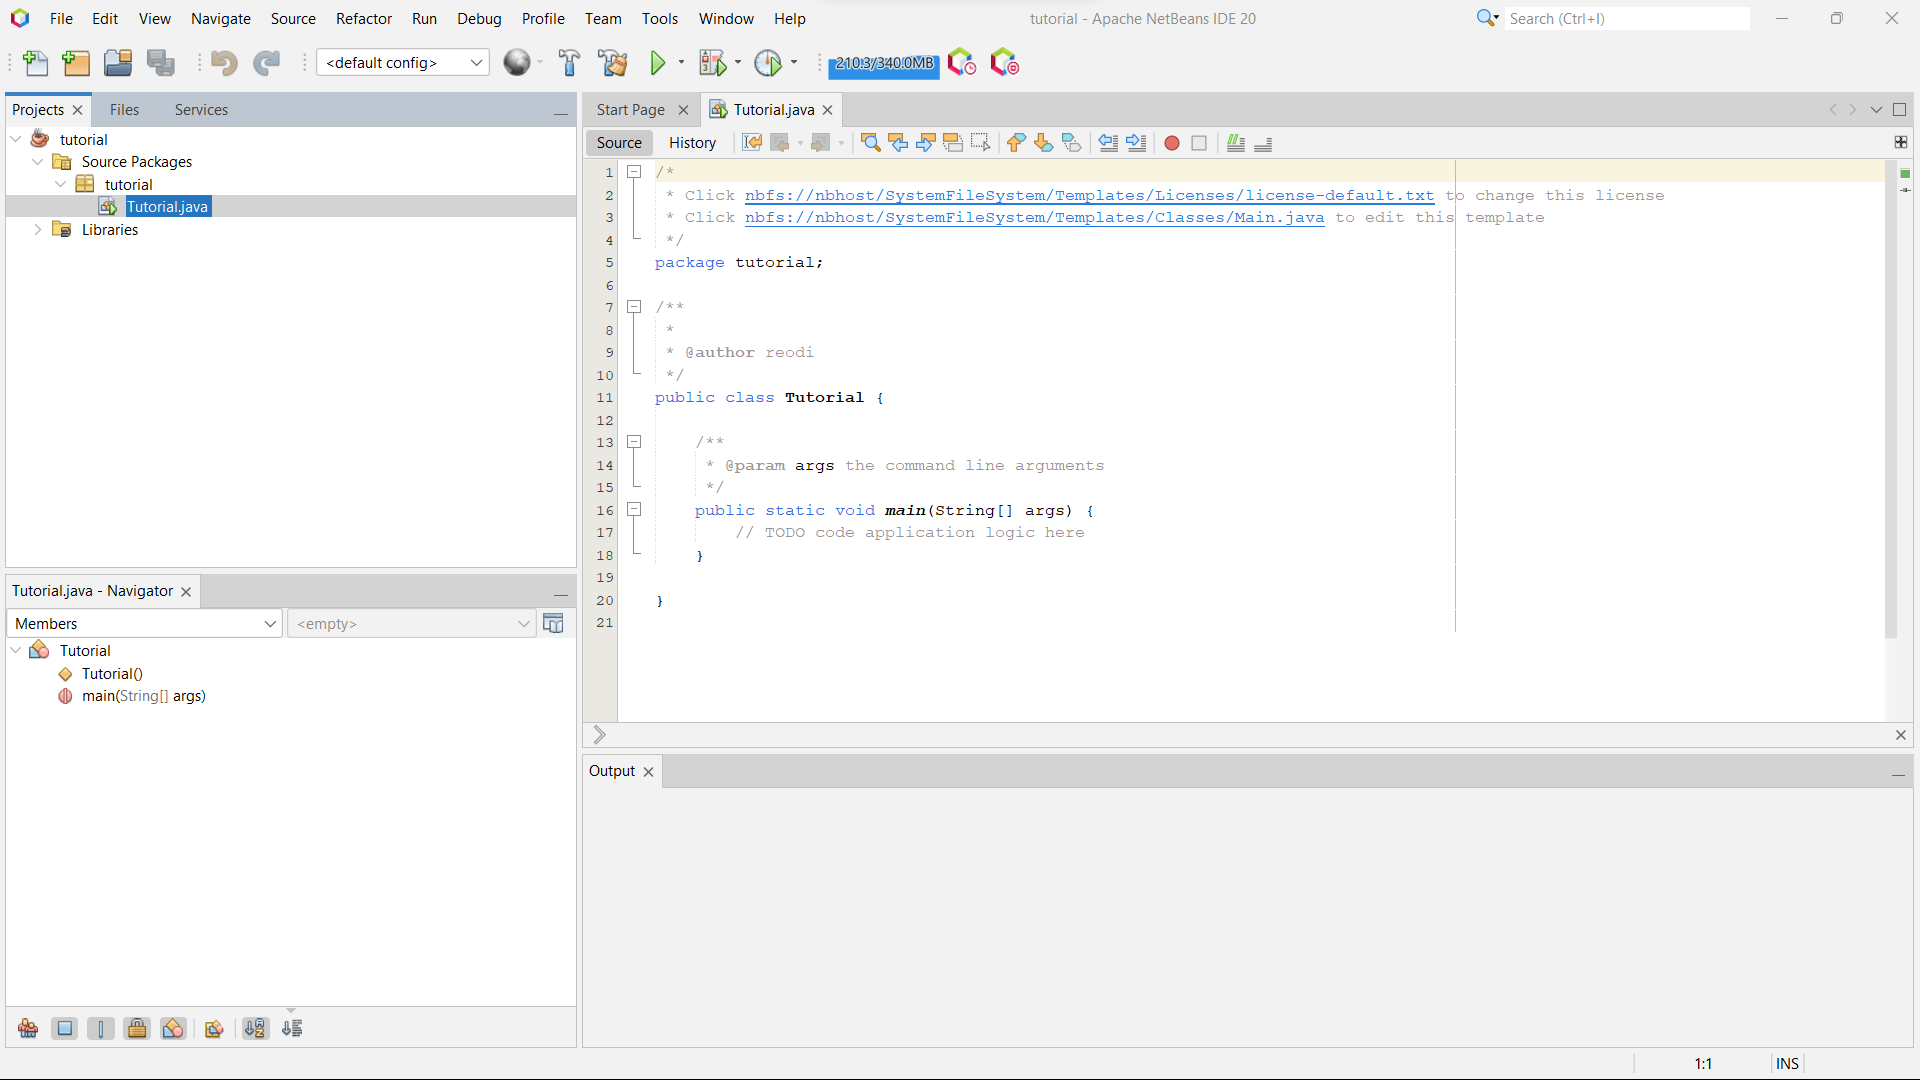 File Edit View Navigate Source Refactor Run Debug Profile Team Tools Window Help
tutorial - Apache NetBeans IDE 20
Search (Ctrl+I)
<default config>
210.3/340.0MB
Projects Files Services
tutorial
Source Packages
tutorial
Tutorial.java
Libraries
Tutorial.java - Navigator
Members <empty>
Tutorial
Tutorial()
main(String[] args)
Start Page Tutorial.java
Source History
1 /*
2 * Click nbfs://nbhost/SystemFileSystem/Templates/Licenses/license-default.txt to change this license
3 * Click nbfs://nbhost/SystemFileSystem/Templates/Classes/Main.java to edit this template
4 */
5 package tutorial;
6
7 /**
8 *
9 * @author reodi
10 */
11 public class Tutorial {
12
13 /**
14 * @param args the command line arguments
15 */
16 public static void main(String[] args) {
17 // TODO code application logic here
18 }
19
20 }
21
Output
1:1 INS